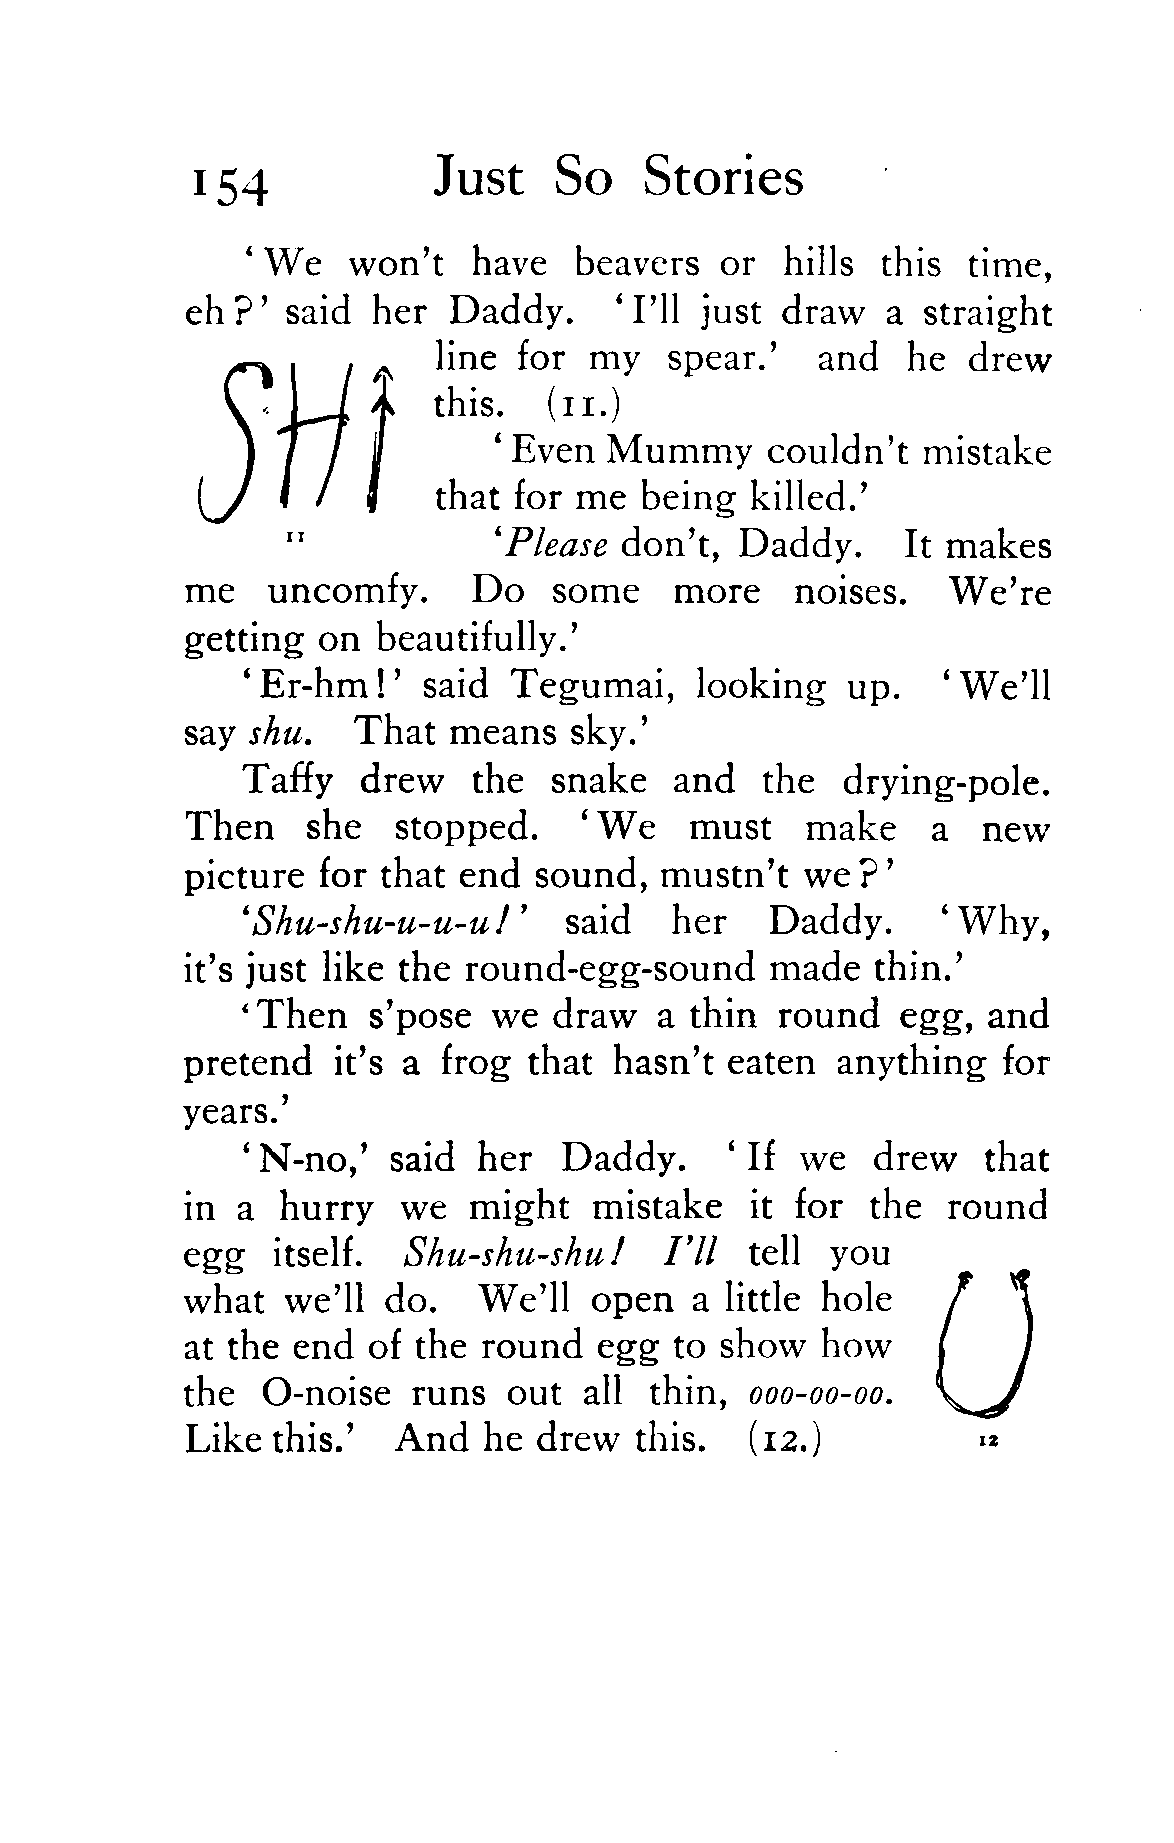 154 Just So Stories
‘We won't have beavers or hills this time,
eh?’ said her Daddy. ‘I'll just draw a straight
line for my spear.’ and he drew
this. (11.)
SHI
11
‘Even Mummy couldn't mistake
that for me being killed.’
‘Please don't, Daddy. It makes
me uncomfy. Do some more noises. We're
getting on beautifully.’
‘Er-hm!’ said Tegumai, looking up. ‘We'll
say shu. That means sky.’
Taffy drew the snake and the drying-pole.
Then she stopped. ‘We must make a new
picture for that end sound, mustn't we?’
‘Shu-shu-u-u-u!’ said her Daddy. ‘Why,
it's just like the round-egg-sound made thin.’
‘Then s'pose we draw a thin round egg, and
pretend it's a frog that hasn't eaten anything for
years.’
‘N-no,’ said her Daddy. ‘If we drew that
in a hurry we might mistake it for the round
egg itself. Shu-shu-shu! I'll tell you
what we'll do. We'll open a little hole
at the end of the round egg to show how
the O-noise runs out all thin, ooo-oo-oo.
Like this.’ And he drew this. (12.)
U
12